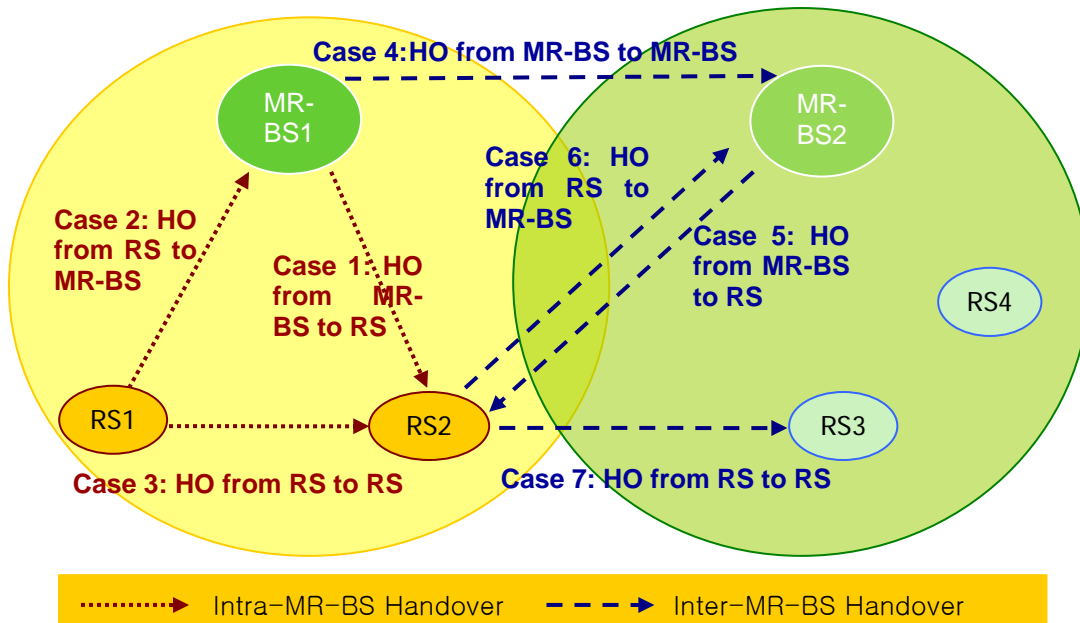 Case 4:HO from MR-BS to MR-BS
MR-
BS1
MR-
BS2
Case 6: HO
from RS to
MR-BS
Case 2: HO
from RS to
MR-BS
Case 1: HO
from MR-
BS to RS
Case 5: HO
from MR-BS
to RS
RS4
RS1
RS2
RS3
Case 3: HO from RS to RS
Case 7: HO from RS to RS
Intra-MR-BS Handover
Inter-MR-BS Handover